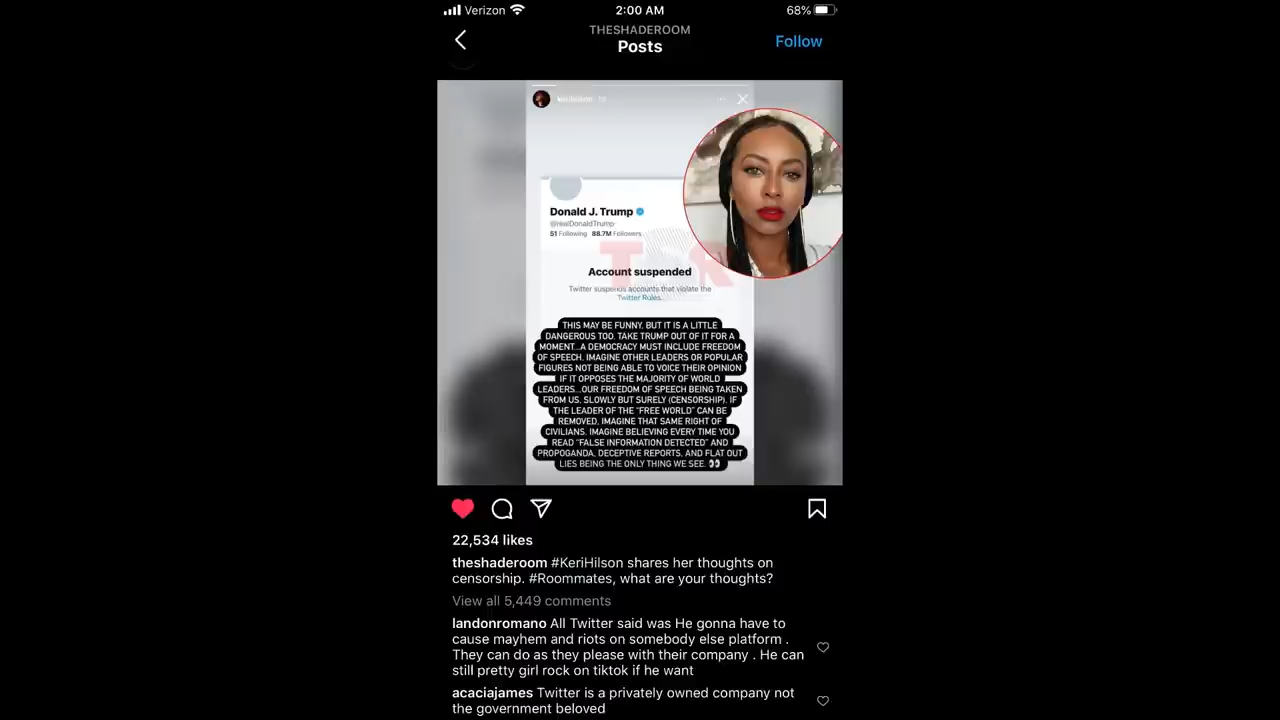 Verizon
2:00 AM
68%
THESHADEROOM
Posts
Follow
kerihilson 1d
Donald J. Trump
@realDonaldTrump
51 Following 88.7M Followers
TSR
Account suspended
Twitter suspends accounts that violate the
Twitter Rules.
THIS MAY BE FUNNY, BUT IT IS A LITTLE
DANGEROUS TOO. TAKE TRUMP OUT OF IT FOR A
MOMENT...A DEMOCRACY MUST INCLUDE FREEDOM
OF SPEECH. IMAGINE OTHER LEADERS OR POPULAR
FIGURES NOT BEING ABLE TO VOICE THEIR OPINION
IF IT OPPOSES THE MAJORITY OF WORLD
LEADERS...OUR FREEDOM OF SPEECH BEING TAKEN
FROM US. SLOWLY BUT SURELY (CENSORSHIP). IF
THE LEADER OF THE "FREE WORLD" CAN BE
REMOVED, IMAGINE THAT SAME RIGHT OF
CIVILIANS. IMAGINE BELIEVING EVERY TIME YOU
READ "FALSE INFORMATION DETECTED" AND
PROPOGANDA, DECEPTIVE REPORTS, AND FLAT OUT
LIES BEING THE ONLY THING WE SEE. 👀
22,534 likes
theshaderoom #KeriHilson shares her thoughts on
censorship. #Roommates, what are your thoughts?
View all 5,449 comments
landonromano All Twitter said was He gonna have to
cause mayhem and riots on somebody else platform .
They can do as they please with their company . He can
still pretty girl rock on tiktok if he want
acaciajames Twitter is a privately owned company not
the government beloved